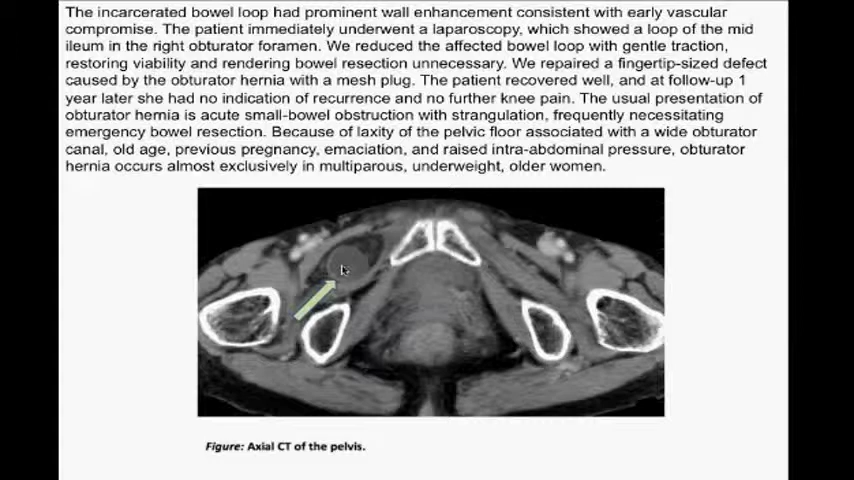 The incarcerated bowel loop had prominent wall enhancement consistent with early vascular
compromise. The patient immediately underwent a laparoscopy, which showed a loop of the mid
ileum in the right obturator foramen. We reduced the affected bowel loop with gentle traction,
restoring viability and rendering bowel resection unnecessary. We repaired a fingertip-sized defect
caused by the obturator hernia with a mesh plug. The patient recovered well, and at follow-up 1
year later she had no indication of recurrence and no further knee pain. The usual presentation of
obturator hernia is acute small-bowel obstruction with strangulation, frequently necessitating
emergency bowel resection. Because of laxity of the pelvic floor associated with a wide obturator
canal, old age, previous pregnancy, emaciation, and raised intra-abdominal pressure, obturator
hernia occurs almost exclusively in multiparous, underweight, older women.
Figure: Axial CT of the pelvis.